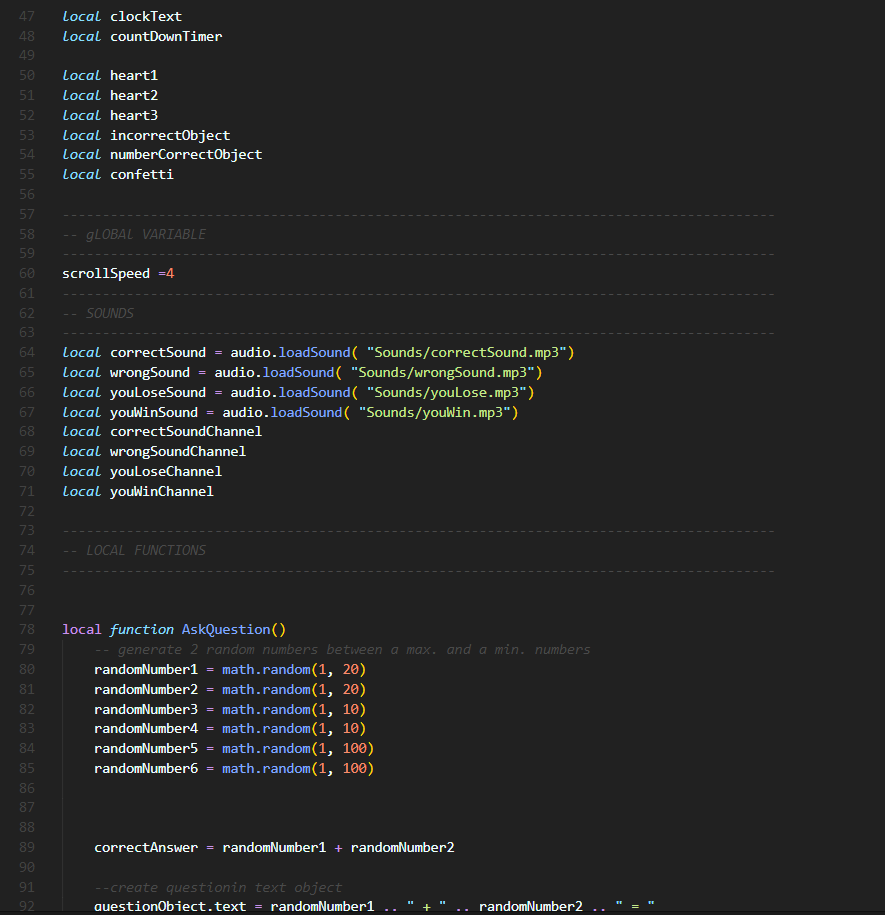 47 local clockText
48 local countDownTimer
49
50 local heart1
51 local heart2
52 local heart3
53 local incorrectObject
54 local numberCorrectObject
55 local confetti
56
57 -----------------------------------------------------------------------------------------
58 -- gLOBAL VARIABLE
59 -----------------------------------------------------------------------------------------
60 scrollSpeed =4
61 -----------------------------------------------------------------------------------------
62 -- SOUNDS
63 -----------------------------------------------------------------------------------------
64 local correctSound = audio.loadSound( "Sounds/correctSound.mp3")
65 local wrongSound = audio.loadSound( "Sounds/wrongSound.mp3")
66 local youLoseSound = audio.loadSound( "Sounds/youLose.mp3")
67 local youWinSound = audio.loadSound( "Sounds/youWin.mp3")
68 local correctSoundChannel
69 local wrongSoundChannel
70 local youLoseChannel
71 local youWinChannel
72
73 -----------------------------------------------------------------------------------------
74 -- LOCAL FUNCTIONS
75 -----------------------------------------------------------------------------------------
76
77
78 local function AskQuestion()
79 -- generate 2 random numbers between a max. and a min. numbers
80 randomNumber1 = math.random(1, 20)
81 randomNumber2 = math.random(1, 20)
82 randomNumber3 = math.random(1, 10)
83 randomNumber4 = math.random(1, 10)
84 randomNumber5 = math.random(1, 100)
85 randomNumber6 = math.random(1, 100)
86
87
88
89 correctAnswer = randomNumber1 + randomNumber2
90
91 --create questionin text object
92 questionObject.text = randomNumber1 .. " + " .. randomNumber2 .. " = "